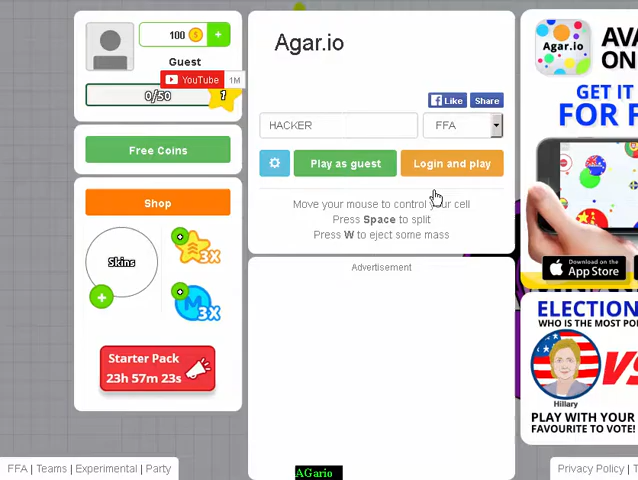 100
Guest
YouTube 1M
0/50
Free Coins
Shop
Skins
3X
M
3X
Starter Pack
23h 57m 23s
Agar.io
Like Share
HACKER FFA
Play as guest Login and play
Move your mouse to control your cell
Press Space to split
Press W to eject some mass
Advertisement
Agar.io
GET IT
FOR F
Download on the
App Store
ELECTION
WHO IS THE MOST PO
VS
Hillary
PLAY WITH YOUR
FAVOURITE TO VOTE!
FFA | Teams | Experimental | Party
AGario
Privacy Policy |